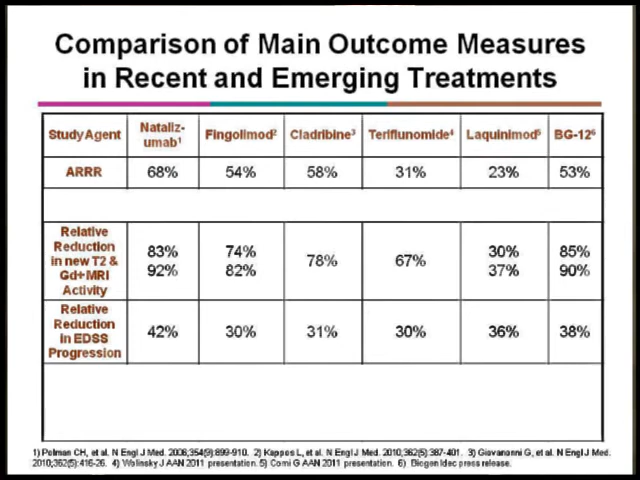 Comparison of Main Outcome Measures
in Recent and Emerging Treatments
Study Agent
Nataliz-
umab1
Fingolimod2
Cladribine3
Teriflunomide4
Laquinimod5
BG-126
ARRR
68%
54%
58%
31%
23%
53%
Relative
Reduction
in new T2 &
Gd+MRI
Activity
83%
92%
74%
82%
78%
67%
30%
37%
85%
90%
Relative
Reduction
in EDSS
Progression
42%
30%
31%
30%
36%
38%
1) Polman CH, et al. N Engl J Med. 2006;354(9):899-910. 2) Kappos L, et al. N Engl J Med. 2010;362(5):387-401. 3) Giovanonni G, et al. N Engl J Med.
2010;362(5):416-26. 4) Wolinsky J AAN 2011 presentation. 5) Comi G AAN 2011 presentation. 6) Biogen Idec press release.